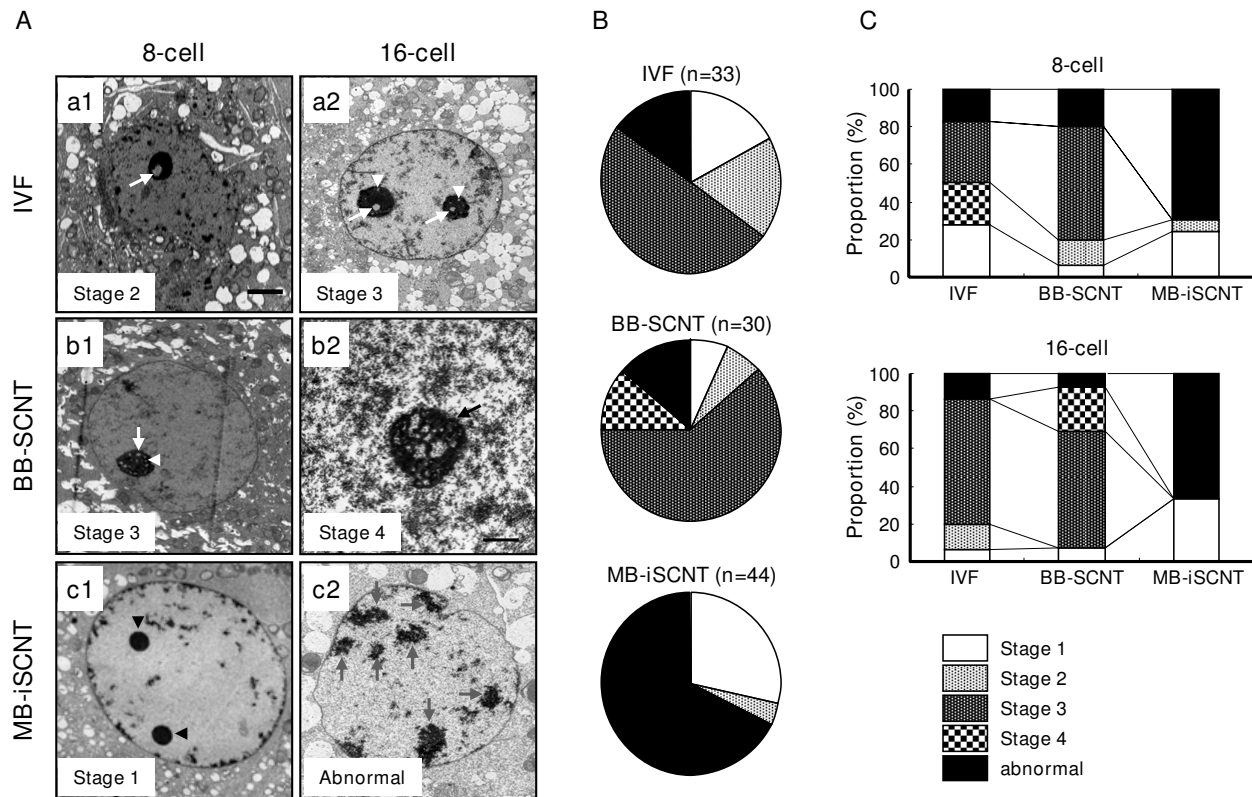 A
8-cell
16-cell
IVF
a1
Stage 2
a2
Stage 3
BB-SCNT
b1
Stage 3
b2
Stage 4
MB-iSCNT
c1
Stage 1
c2
Abnormal
B
IVF (n=33)
BB-SCNT (n=30)
MB-iSCNT (n=44)
C
8-cell
Proportion (%)
100
80
60
40
20
0
IVF
BB-SCNT
MB-iSCNT
16-cell
Proportion (%)
100
80
60
40
20
0
IVF
BB-SCNT
MB-iSCNT
Stage 1
Stage 2
Stage 3
Stage 4
abnormal